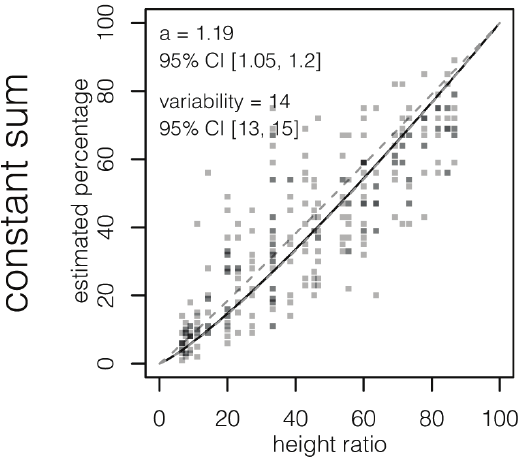 constant sum
estimated percentage
100
80
60
40
20
0
a = 1.19
95% CI [1.05, 1.2]
variability = 14
95% CI [13, 15]
0 20 40 60 80 100
height ratio